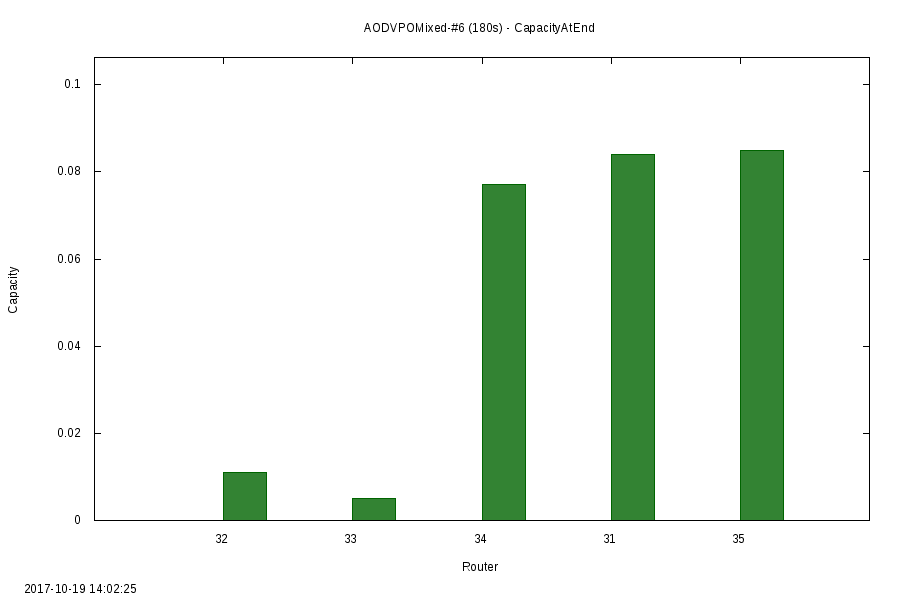 AODVPOMixed-#6 (180s) - CapacityAtEnd
0.1
0.08
0.06
0.04
0.02
0
Capacity
32 33 34 31 35
Router
2017-10-19 14:02:25